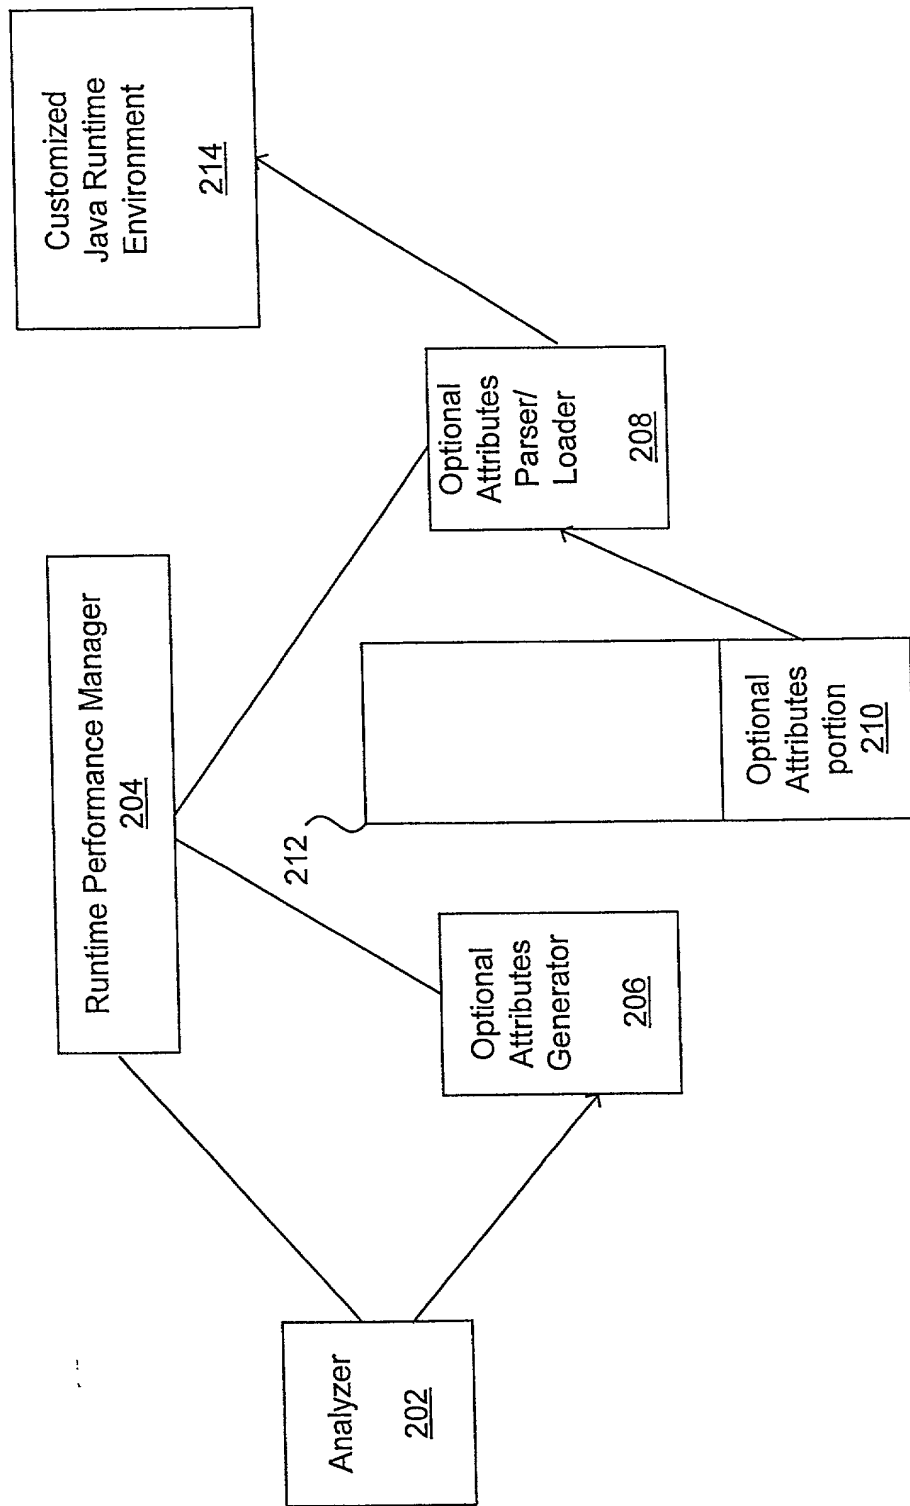 Runtime Performance Manager
204
Customized
Java Runtime
Environment
214
Analyzer
202
Optional
Attributes
Generator
206
212
Optional
Attributes
portion
210
Optional
Attributes
Parser/
Loader
208